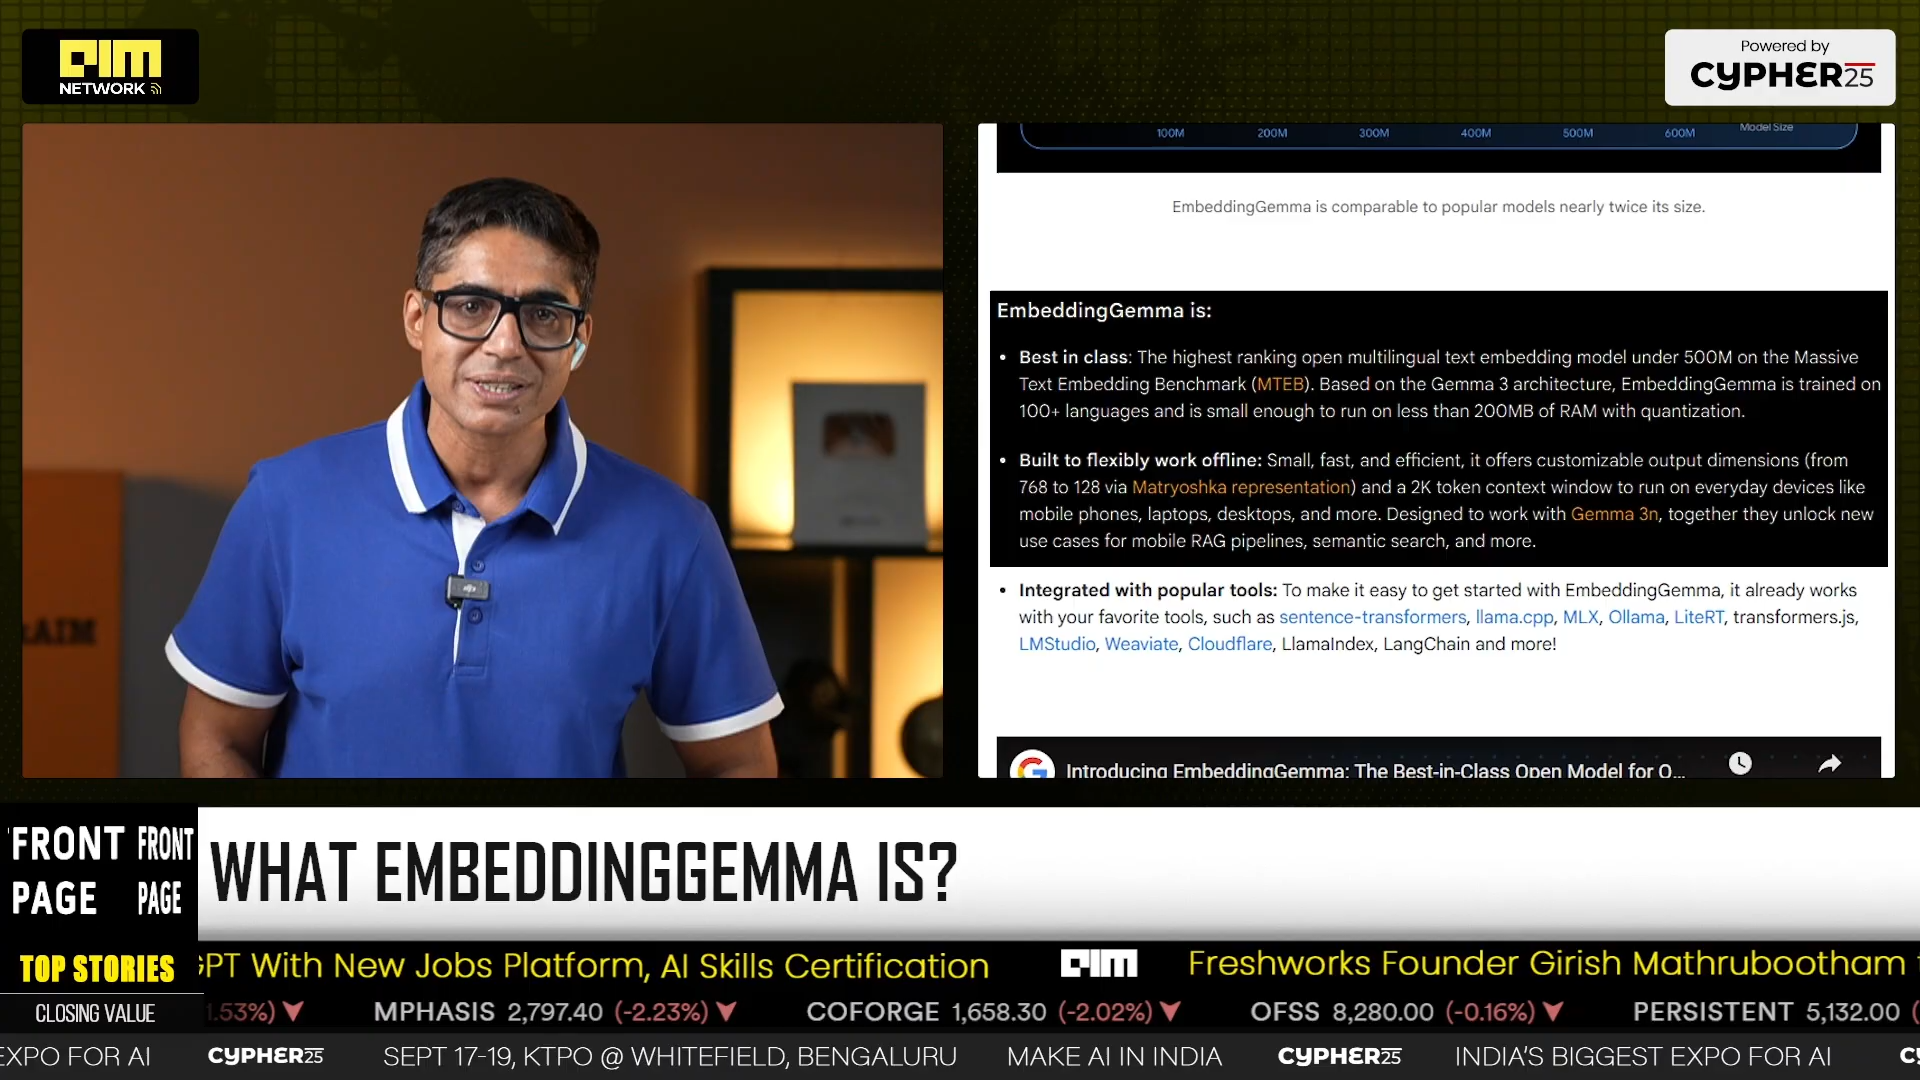 AIM
NETWORK
Powered by
CYPHER25
100M 200M 300M 400M 500M 600M Model Size
EmbeddingGemma is comparable to popular models nearly twice its size.
EmbeddingGemma is:
• Best in class: The highest ranking open multilingual text embedding model under 500M on the Massive
Text Embedding Benchmark (MTEB). Based on the Gemma 3 architecture, EmbeddingGemma is trained on
100+ languages and is small enough to run on less than 200MB of RAM with quantization.
• Built to flexibly work offline: Small, fast, and efficient, it offers customizable output dimensions (from
768 to 128 via Matryoshka representation) and a 2K token context window to run on everyday devices like
mobile phones, laptops, desktops, and more. Designed to work with Gemma 3n, together they unlock new
use cases for mobile RAG pipelines, semantic search, and more.
• Integrated with popular tools: To make it easy to get started with EmbeddingGemma, it already works
with your favorite tools, such as sentence-transformers, llama.cpp, MLX, Ollama, LiteRT, transformers.js,
LMStudio, Weaviate, Cloudflare, LlamaIndex, LangChain and more!
Introducing EmbeddingGemma: The Best-in-Class Open Model for O...
AIM
FRONT FRONT
PAGE PAGE
WHAT EMBEDDINGGEMMA IS?
TOP STORIES
GPT With New Jobs Platform, AI Skills Certification AIM Freshworks Founder Girish Mathrubootham
CLOSING VALUE
1.53%) MPHASIS 2,797.40 (-2.23%) COFORGE 1,658.30 (-2.02%) OFSS 8,280.00 (-0.16%) PERSISTENT 5,132.00 (
EXPO FOR AI CYPHER25 SEPT 17-19, KTPO @ WHITEFIELD, BENGALURU MAKE AI IN INDIA CYPHER25 INDIA'S BIGGEST EXPO FOR AI CY